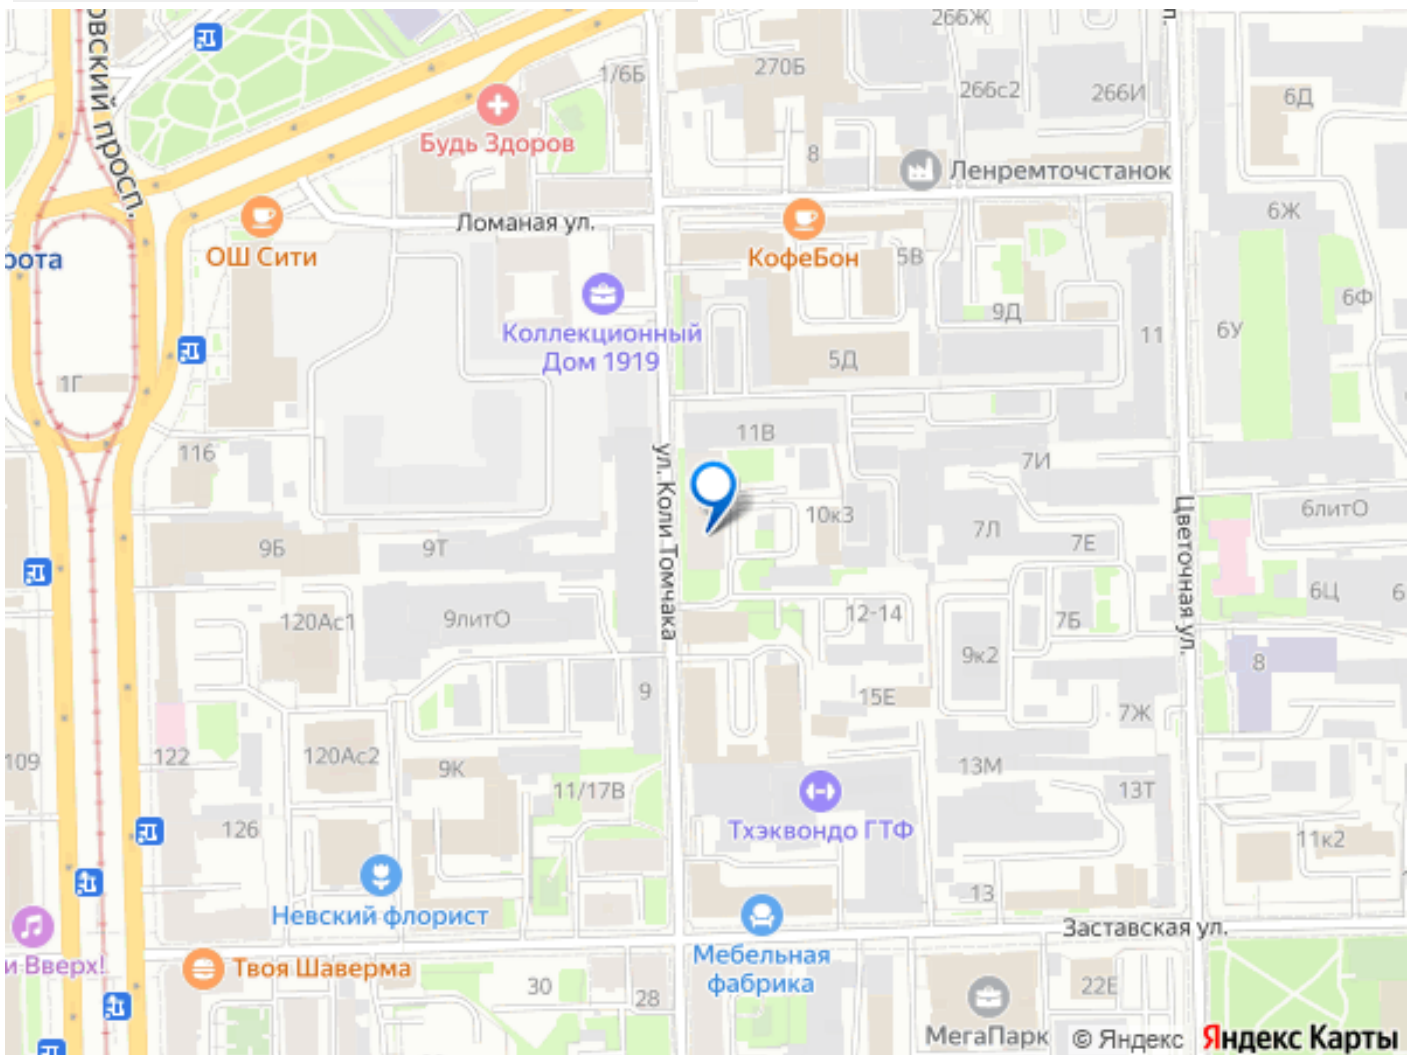 овский просп.
266Ж
п.
1/6Б
270Б
266с2
266И
6Д
Будь Здоров
8
Ленремточстанок
6Ж
Ломаная ул.
рота
ОШ Сити
КофеБон
5В
6Ф
9Д
Коллекционный
Дом 1919
6У
11
5Д
1Г
116
11В
7И
ул. Коли Томчака
10к3
6литО
Цветочная ул.
7Л
7Е
9Б
9Т
120Ас1
9литО
12-14
7Б
6Ц
6
9к2
8
9
15Е
7Ж
109
122
120Ас2
9К
13М
11/17В
13Т
126
Тхэквондо ГТФ
11к2
13
Невский флорист
Заставская ул.
и Вверх!
Твоя Шаверма
Мебельная
фабрика
30
28
22Е
МегаПарк
© Яндекс
Яндекс Карты